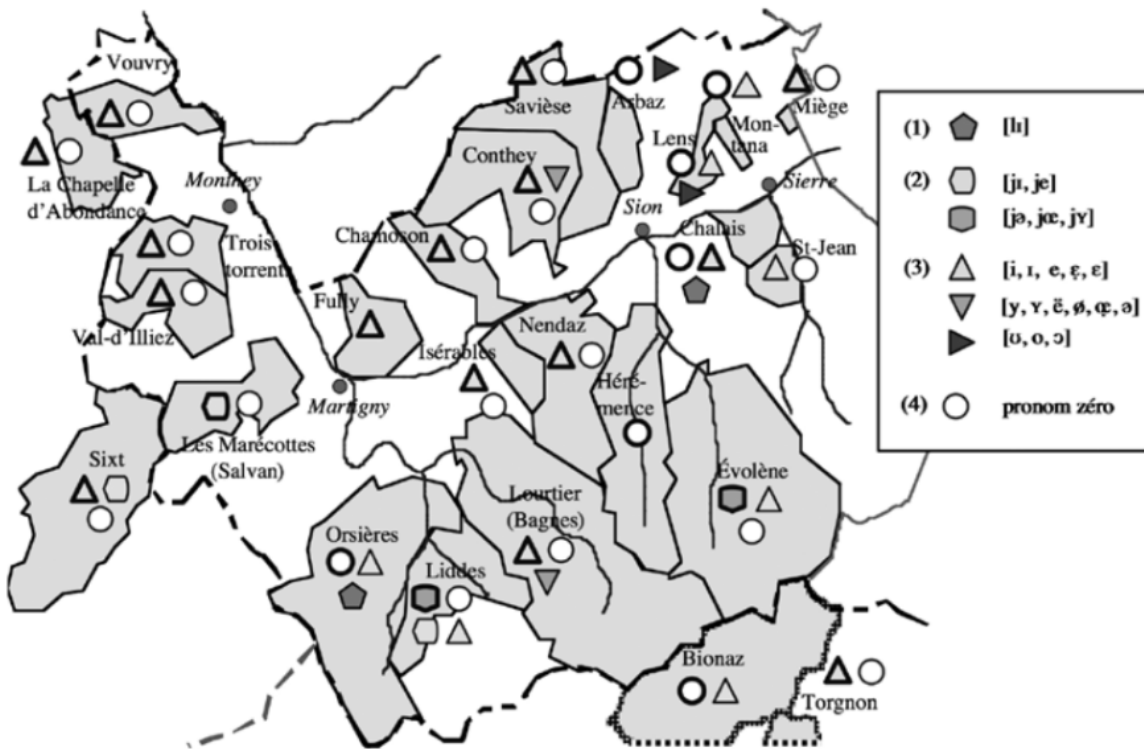 Vouvry
La Chapelle
d'Abondance
Monthey
Trois
torrents
Val-d'Illiez
Savièse
Arbaz
Miège
Lens
Mon-
tana
Conthey
Sierre
Sion
Chalais
St-Jean
Chamoson
Fully
Isérables
Nendaz
Héré-
mence
Martigny
Les Marécottes
(Salvan)
Sixt
Évolène
Lourtier
(Bagnes)
Orsières
Liddes
Bionaz
Torgnon
(1) [lɪ]
(2) [jɪ, je]
[jə, jœ, jʏ]
(3) [i, ɪ, e, ẹ, ɛ]
[y, ʏ, ë, ø, œ̣, ə]
[ʊ, o, ɔ]
(4) pronom zéro